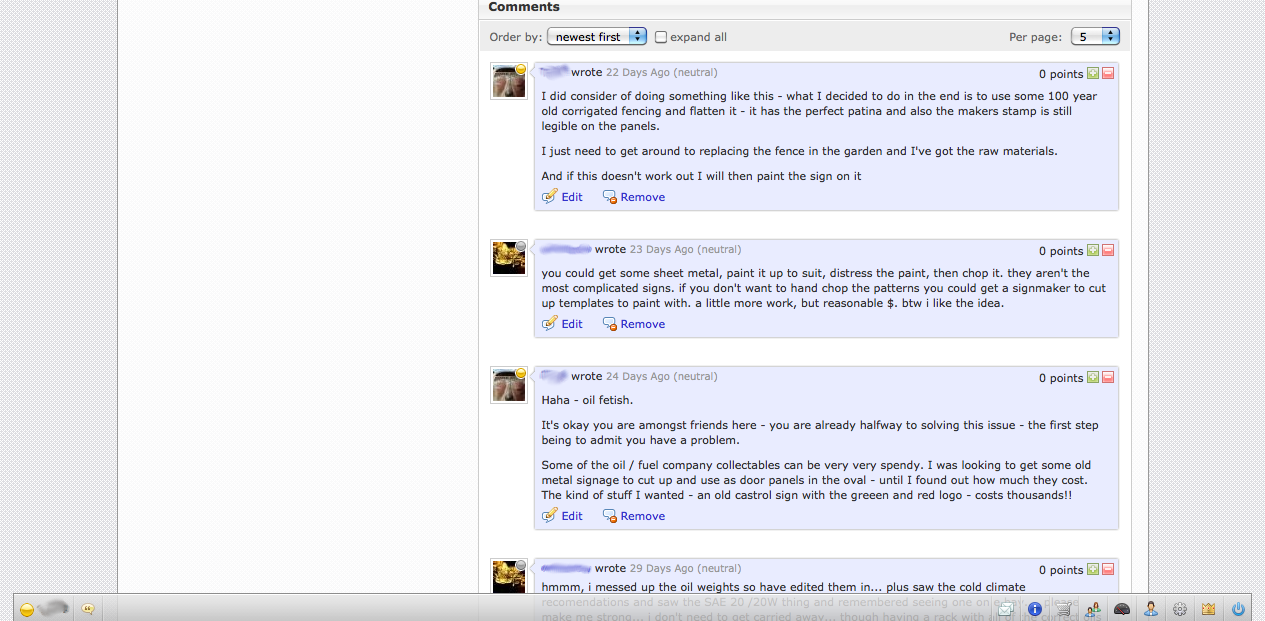 Comments
Order by: newest first expand all Per page: 5
wrote 22 Days Ago (neutral) 0 points
I did consider of doing something like this - what I decided to do in the end is to use some 100 year
old corrigated fencing and flatten it - it has the perfect patina and also the makers stamp is still
legible on the panels.
I just need to get around to replacing the fence in the garden and I've got the raw materials.
And if this doesn't work out I will then paint the sign on it
Edit Remove
wrote 23 Days Ago (neutral) 0 points
you could get some sheet metal, paint it up to suit, distress the paint, then chop it. they aren't the
most complicated signs. if you don't want to hand chop the patterns you could get a signmaker to cut
up templates to paint with. a little more work, but reasonable $. btw i like the idea.
Edit Remove
wrote 24 Days Ago (neutral) 0 points
Haha - oil fetish.
It's okay you are amongst friends here - you are already halfway to solving this issue - the first step
being to admit you have a problem.
Some of the oil / fuel company collectables can be very very spendy. I was looking to get some old
metal signage to cut up and use as door panels in the oval - until I found out how much they cost.
The kind of stuff I wanted - an old castrol sign with the greeen and red logo - costs thousands!!
Edit Remove
wrote 29 Days Ago (neutral) 0 points
hmmm, i messed up the oil weights so have edited them in... plus saw the cold climate
recomendations and saw the SAE 20 /20W thing and remembered seeing one on
make me strong... i don't need to get carried away... though having a rack with all